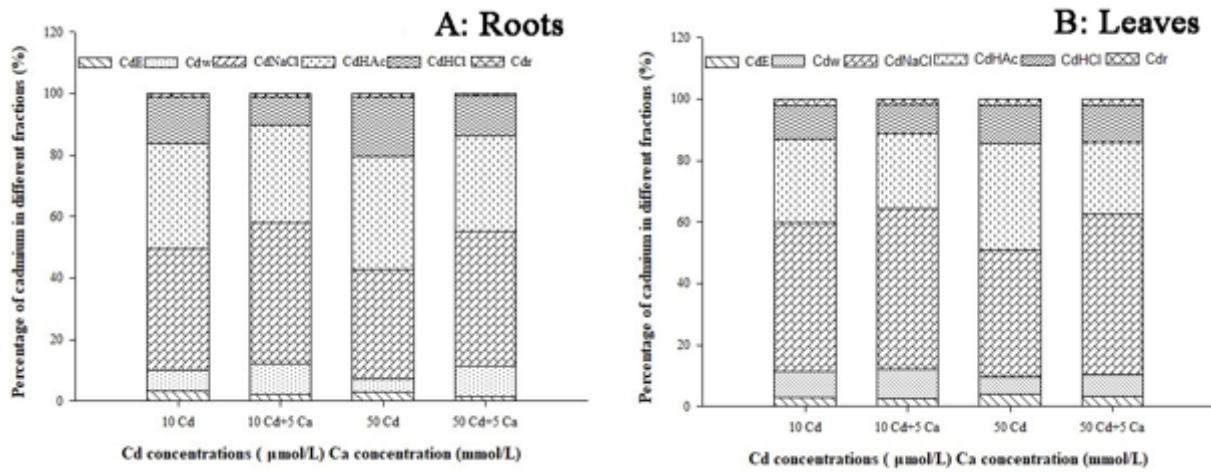 A: Roots
Percentage of cadmium in different fractions (%)
120
100
80
60
40
20
0
CdE Cdw CdNaCl CdHAc CdHCl Cdr
10 Cd 10 Cd+5 Ca 50 Cd 50 Cd+5 Ca
Cd concentrations ( µmol/L) Ca concentration (mmol/L)
B: Leaves
Percentage of cadmium in different fractions (%)
120
100
80
60
40
20
0
CdE Cdw CdNaCl CdHAc CdHCl Cdr
10 Cd 10 Cd+5 Ca 50 Cd 50 Cd+5 Ca
Cd concentrations ( µmol/L) Ca concentration (mmol/L)